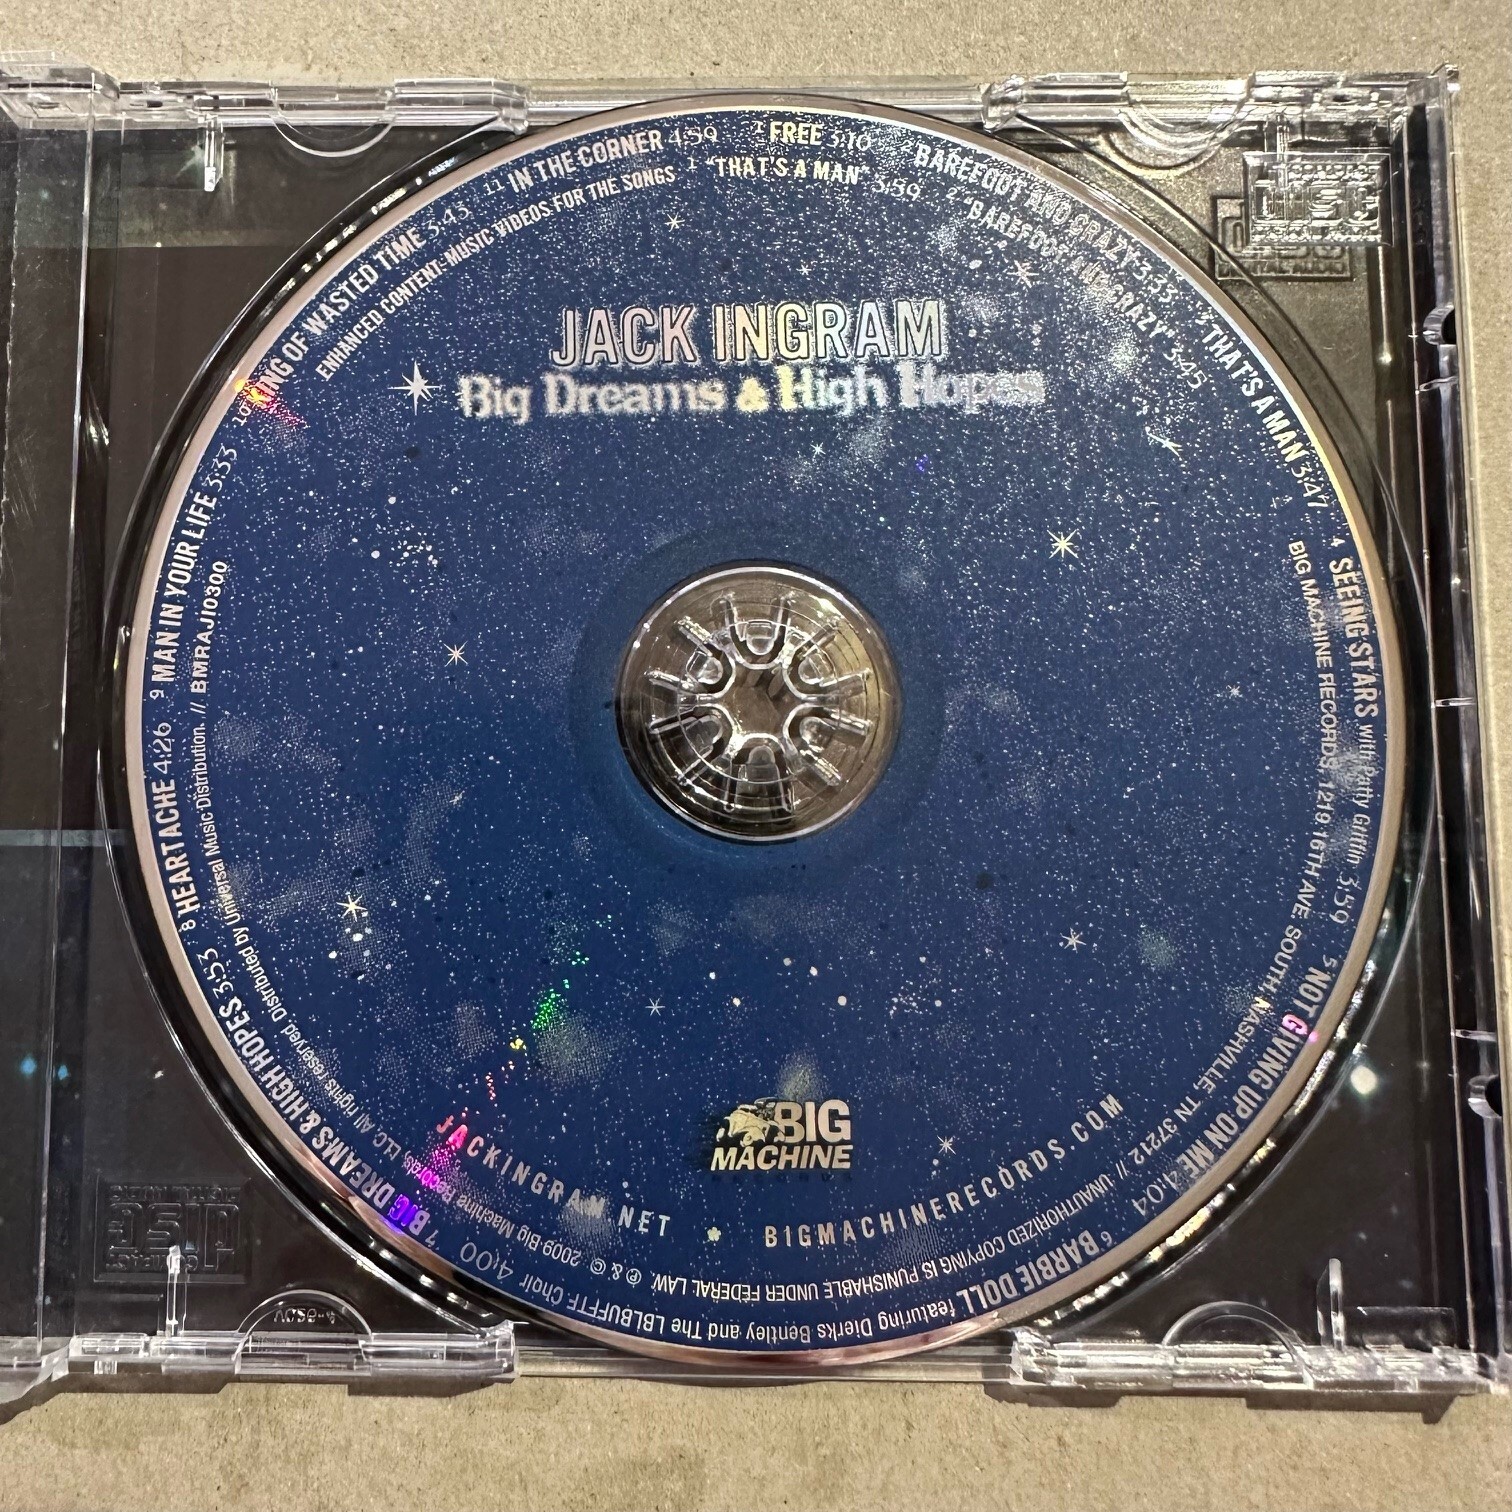 JACK INGRAM
Big Dreams & High Hopes
1 FREE 3:10
2 BAREFOOT AND CRAZY 3:33
3 THAT'S A MAN 3:47
4 SEEING STARS with Patty Griffin 3:59
5 NOT GIVING UP ON ME 4:04
6 BARBIE DOLL featuring Dierks Bentley and The LBLBUFFTF Choir 4:00
7 BIG DREAMS & HIGH HOPES 3:53
8 HEARTACHE 4:26
9 MAN IN YOUR LIFE 3:33
10 KING OF WASTED TIME 3:43
11 IN THE CORNER 4:59
ENHANCED CONTENT: MUSIC VIDEOS FOR THE SONGS 1 "THAT'S A MAN" 3:59 2 "BAREFOOT AND CRAZY" 3:45
BIG MACHINE RECORDS, 1219 16TH AVE. SOUTH, NASHVILLE, TN 37212 // UNAUTHORIZED COPYING IS PUNISHABLE UNDER FEDERAL LAW. ℗ & © 2009 Big Machine Records, LLC. All rights reserved. Distributed by Universal Music Distribution. // BMRAJI0300
BIG
MACHINE
RECORDS
JACKINGRAM.NET * BIGMACHINERECORDS.COM
COMPACT
disc
DIGITAL AUDIO